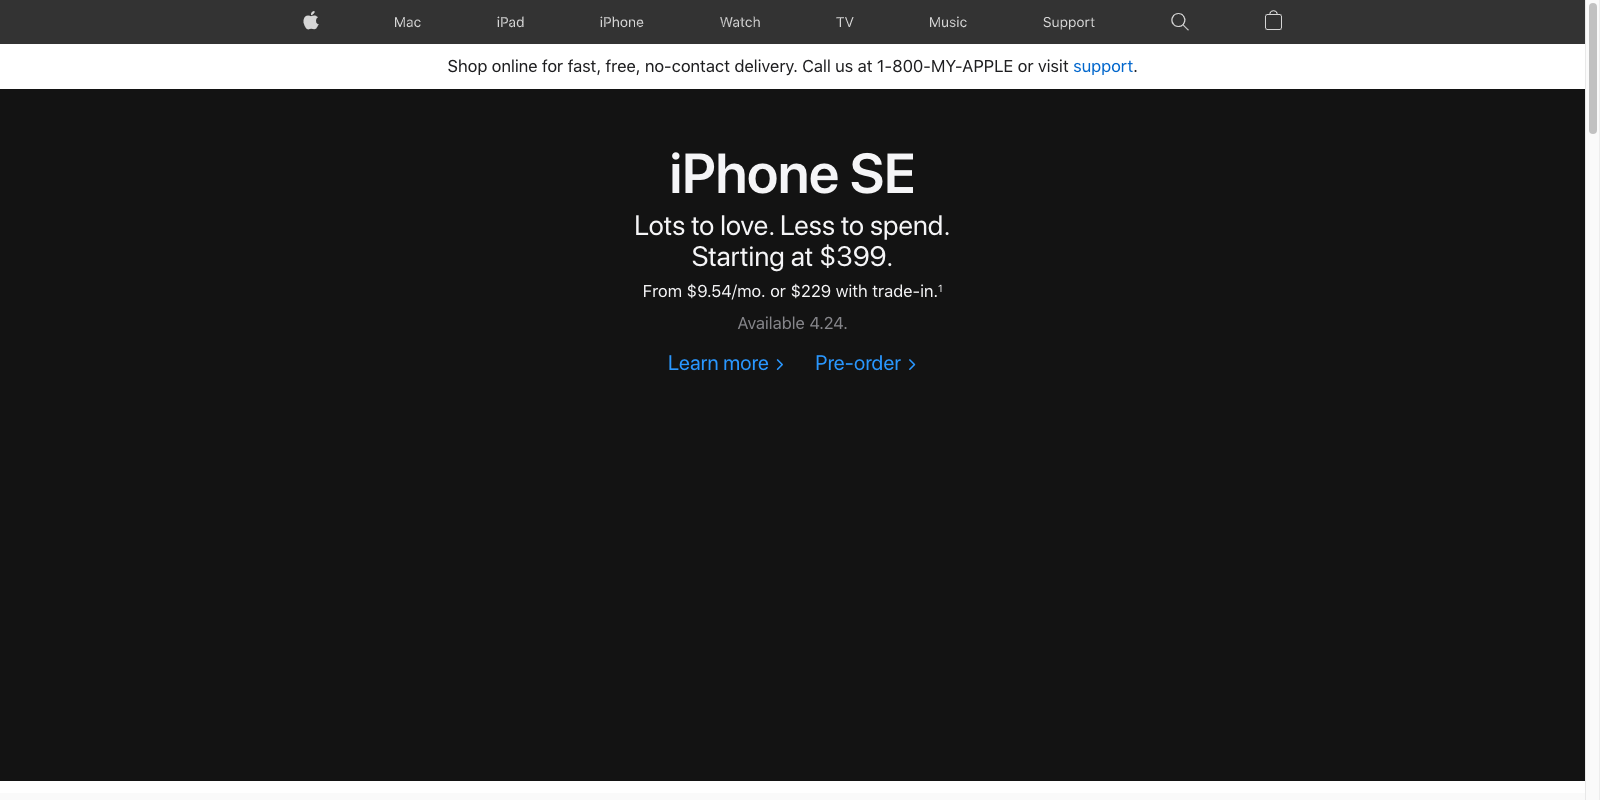 Mac iPad iPhone Watch TV Music Support
Shop online for fast, free, no-contact delivery. Call us at 1-800-MY-APPLE or visit support.
iPhone SE
Lots to love. Less to spend.
Starting at $399.
From $9.54/mo. or $229 with trade-in.¹
Available 4.24.
Learn more > Pre-order >